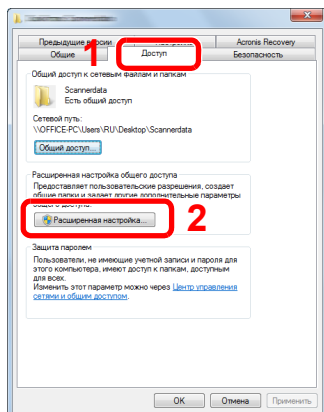 Предыдущие версии
Acronis Recovery
Общие
Доступ
Безопасность
1
Общий доступ к сетевым файлам и папкам
Scannerdata
Есть общий доступ
Сетевой путь:
\\OFFICE-PC\Users\RU\Desktop\Scannerdata
Общий доступ...
Расширенная настройка общего доступа
Предоставляет пользовательские разрешения, создает
общие папки и задает другие дополнительные параметры
общего доступа.
Расширенная настройка...
2
Защита паролем
Пользователи, не имеющие учетной записи и пароля для
этого компьютера, имеют доступ к папкам, доступным
для всех.
Изменить этот параметр можно через Центр управления
сетями и общим доступом.
OK
Отмена
Применить